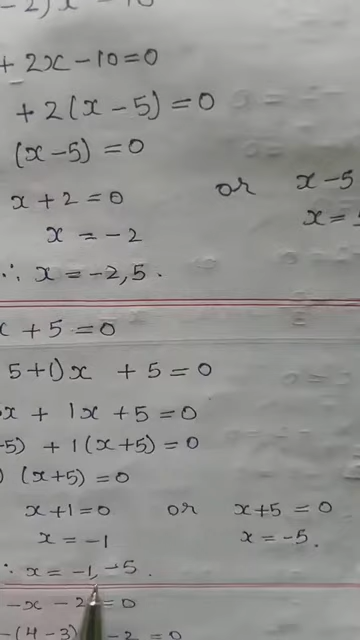 + 2x - 10 = 0
+ 2(x - 5) = 0
(x-5) = 0
x + 2 = 0 or x - 5
x = -2 x =
∴ x = -2, 5.
x + 5 = 0
5+1)x + 5 = 0
x + 1x + 5 = 0
-5) + 1(x+5) = 0
) (x+5) = 0
x+1=0 or x+5 = 0
x = -1 x = -5.
∴ x = -1, -5.
-x - 2 = 0
-(4-3) -2 = 0